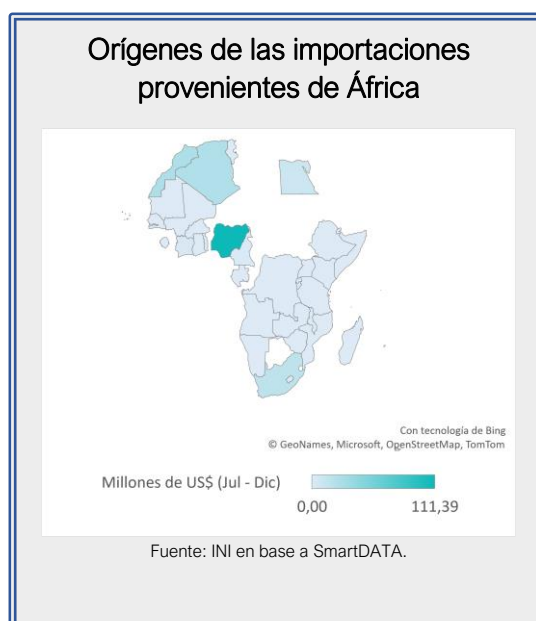 Orígenes de las importaciones
provenientes de África
Con tecnología de Bing
© GeoNames, Microsoft, OpenStreetMap, TomTom
Millones de US$ (Jul - Dic)
0,00
111,39
Fuente: INI en base a SmartDATA.